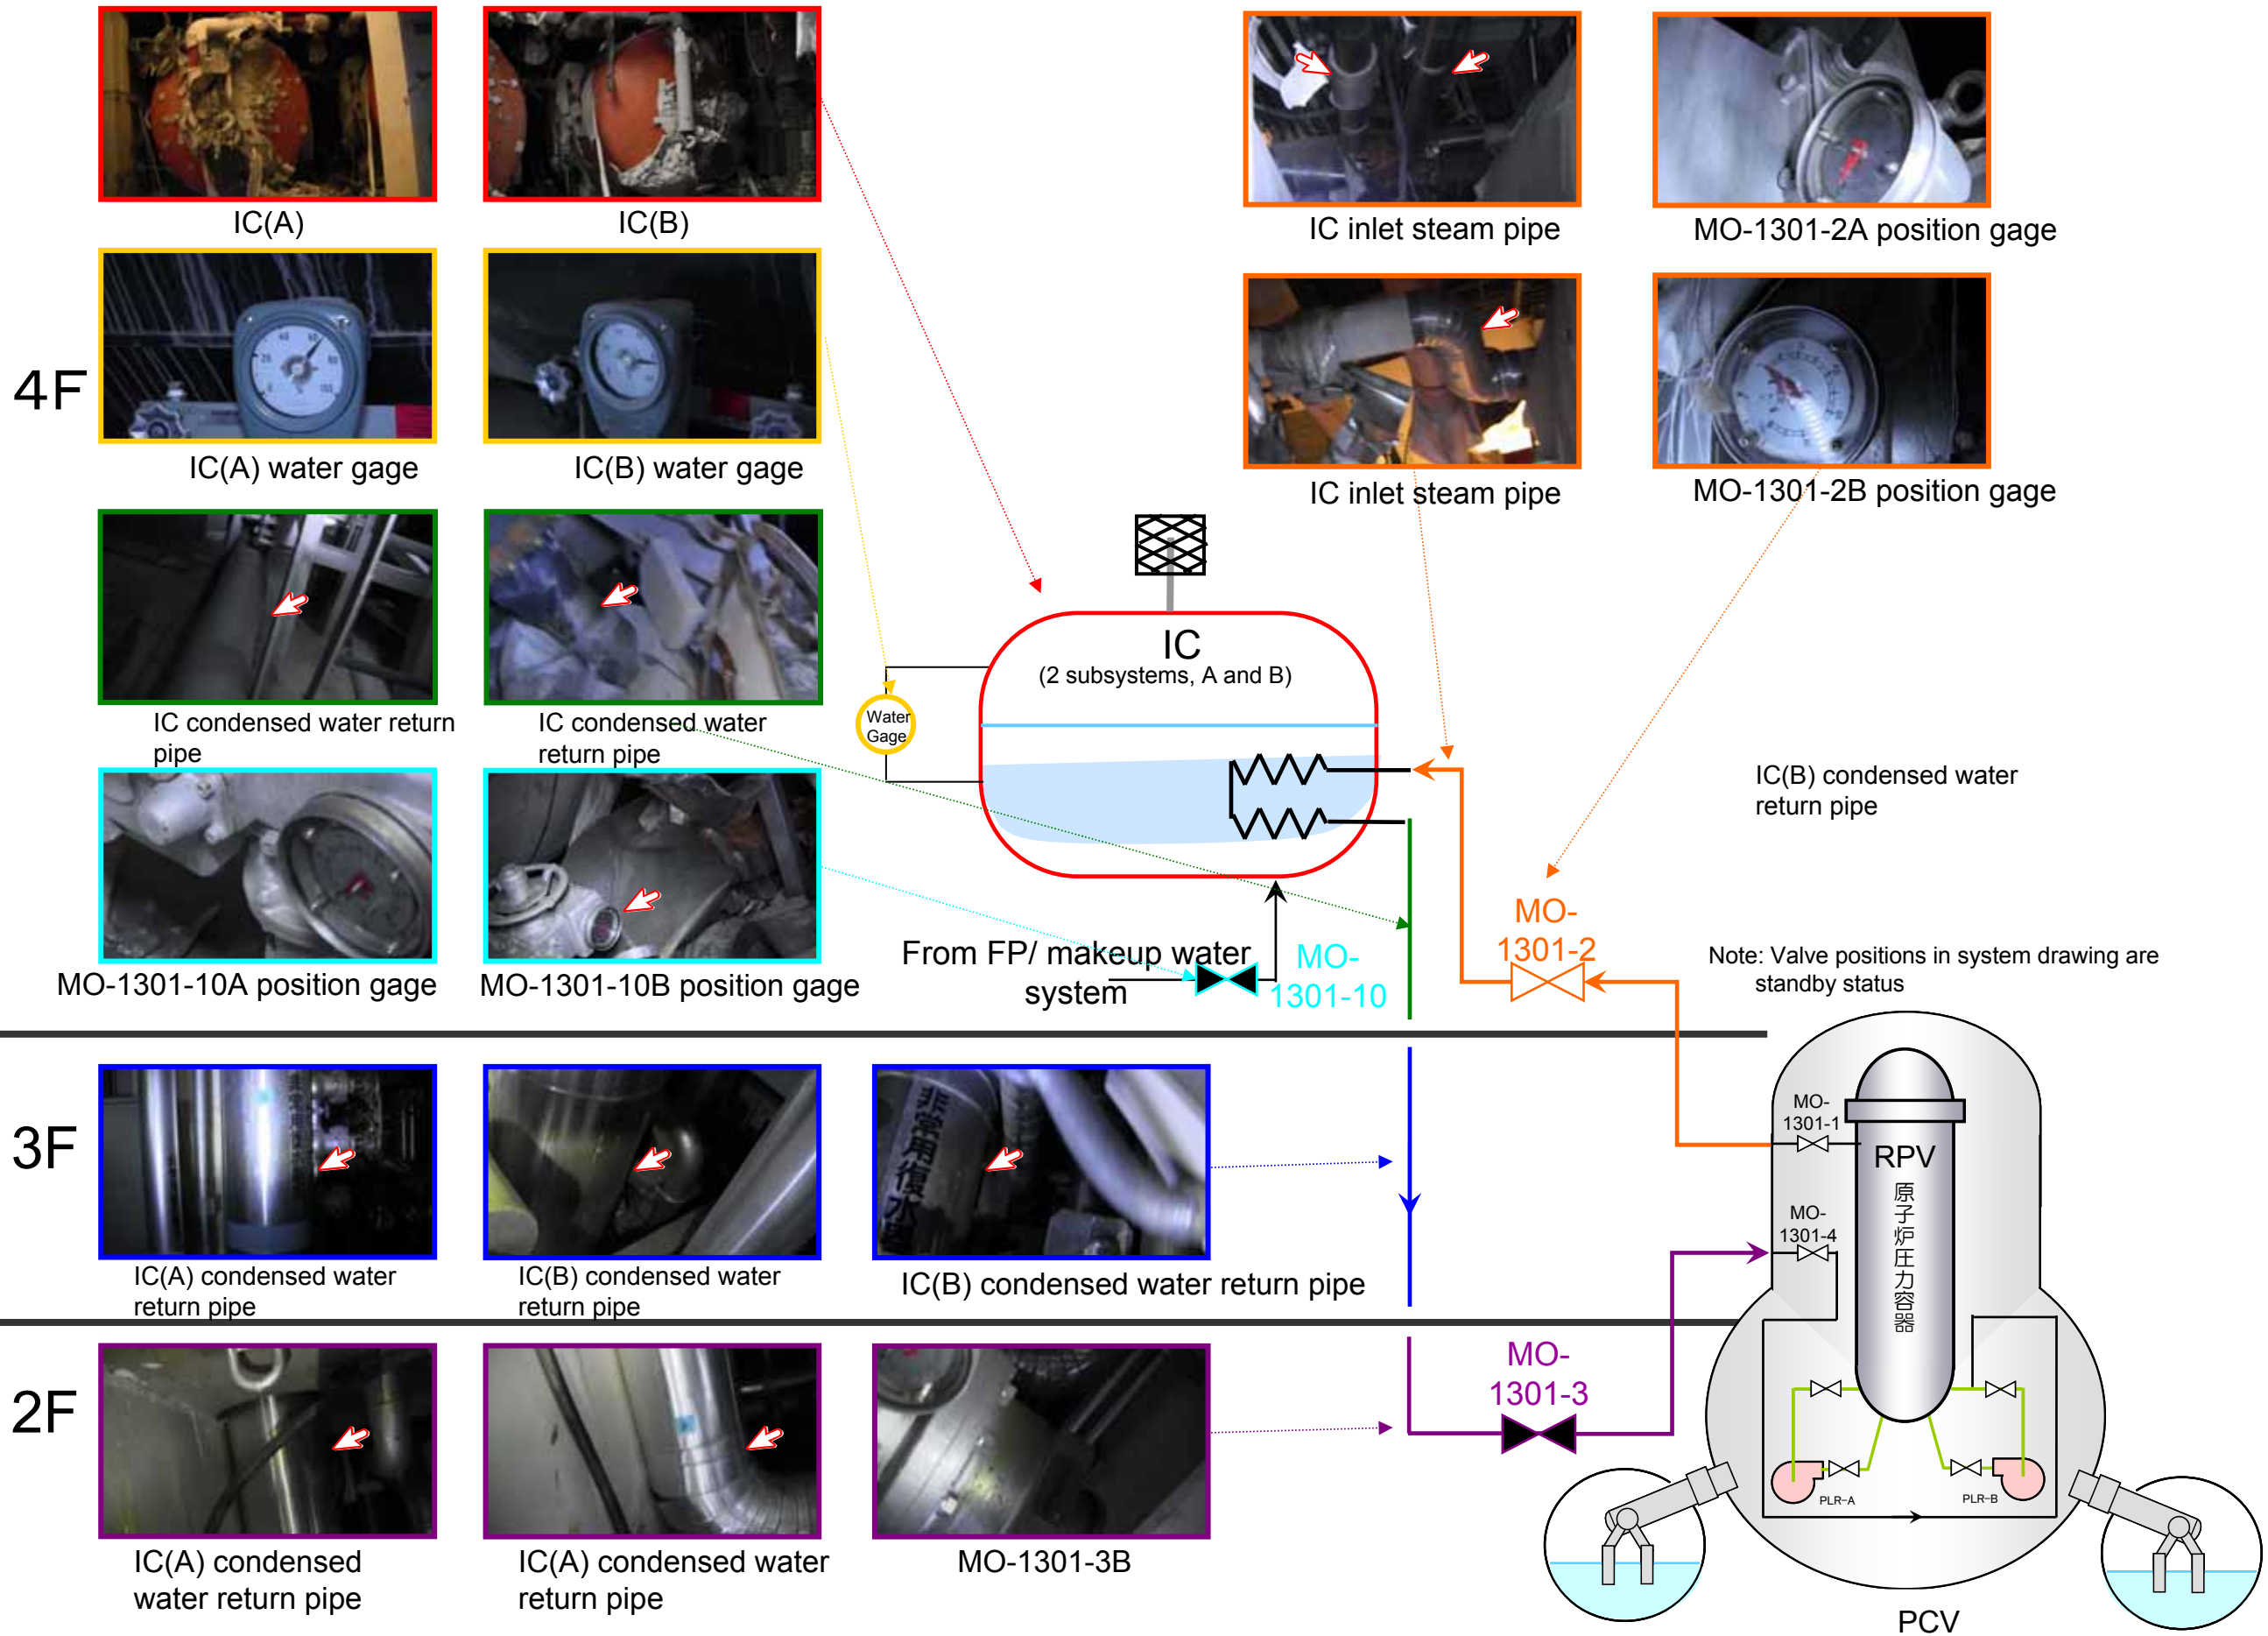 IC(A)
IC(B)
IC inlet steam pipe
MO-1301-2A position gage
4F
IC(A) water gage
IC(B) water gage
IC inlet steam pipe
MO-1301-2B position gage
IC condensed water return
pipe
IC condensed water
return pipe
IC
(2 subsystems, A and B)
Water
Gage
IC(B) condensed water
return pipe
MO-1301-10A position gage
MO-1301-10B position gage
From FP/ makeup water
system
MO-
1301-10
MO-
1301-2
Note: Valve positions in system drawing are
standby status
3F
非常用復水
IC(A) condensed water
return pipe
IC(B) condensed water
return pipe
IC(B) condensed water return pipe
MO-
1301-1
RPV
原子炉圧力容器
MO-
1301-4
2F
IC(A) condensed
water return pipe
IC(A) condensed water
return pipe
MO-1301-3B
MO-
1301-3
PLR-A
PLR-B
PCV